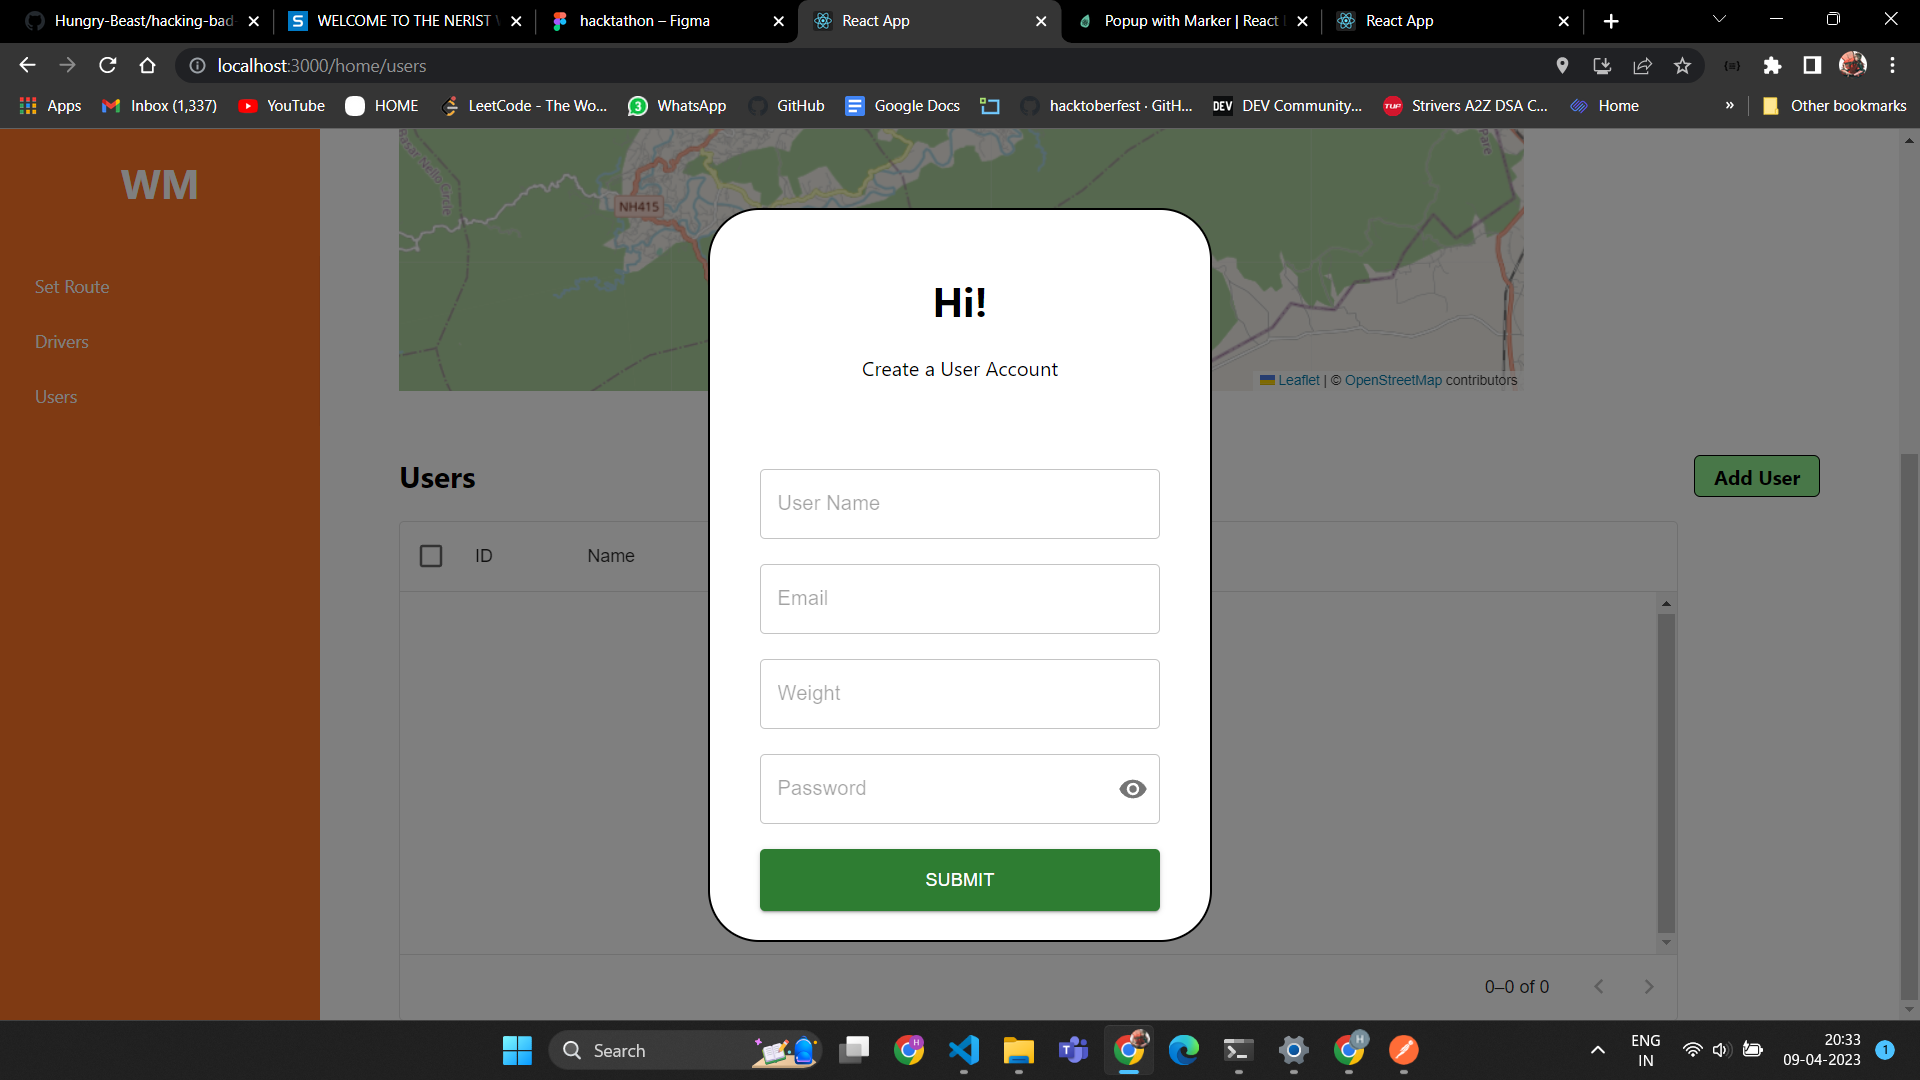 Hungry-Beast/hacking-bad
WELCOME TO THE NERIST
hacktathon – Figma
React App
Popup with Marker | React
React App
localhost:3000/home/users
Apps
Inbox (1,337)
YouTube
HOME
LeetCode - The Wo...
3 WhatsApp
GitHub
Google Docs
hacktoberfest · GitH...
DEV DEV Community...
TUF Strivers A2Z DSA C...
Home
»
Other bookmarks
WM
Set Route
Drivers
Users
NH415
Pare
Leaflet | © OpenStreetMap contributors
Hi!
Create a User Account
User Name
Email
Weight
Password
SUBMIT
Users
Add User
ID
Name
0–0 of 0
Search
ENG
IN
20:33
09-04-2023
1